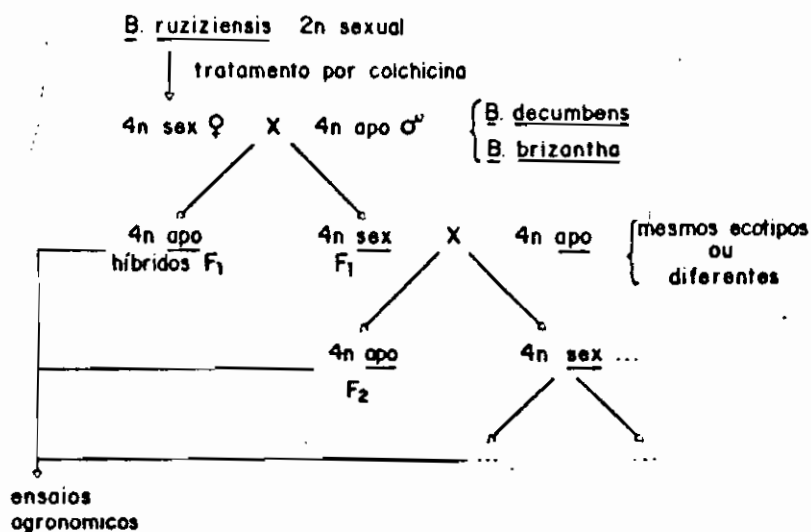 B. ruziziensis 2n sexual
tratamento por colchicina
4n sex ♀ X 4n apo ♂ { B. decumbens
B. brizantha
4n apo 4n sex X 4n apo { mesmos ecotipos
híbridos F1 F1 ou
diferentes
4n apo 4n sex ...
F2
... ...
ensaios
agronomicos